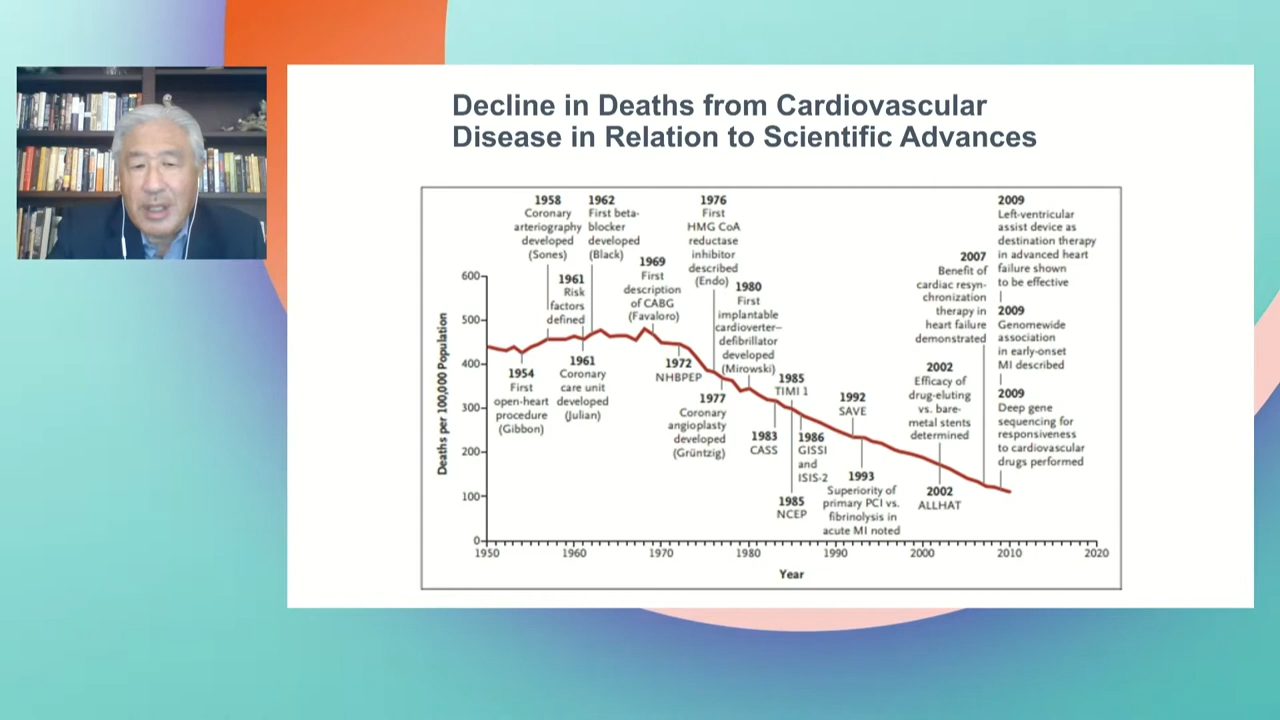 Decline in Deaths from Cardiovascular
Disease in Relation to Scientific Advances
1958
Coronary
arteriography
developed
(Sones)
1962
First beta-
blocker
developed
(Black)
1976
First
HMG CoA
reductase
inhibitor
described
(Endo)
2009
Left-ventricular
assist device as
destination therapy
in advanced heart
failure shown
to be effective
1961
Risk
factors
defined
1969
First
description
of CABG
(Favaloro)
1980
First
implantable
cardioverter–
defibrillator
developed
(Mirowski)
2007
Benefit of
cardiac resyn-
chronization
therapy in
heart failure
demonstrated
2009
Genomewide
association
in early-onset
MI described
1954
First
open-heart
procedure
(Gibbon)
1961
Coronary
care unit
developed
(Julian)
1972
NHBPEP
1977
Coronary
angioplasty
developed
(Grüntzig)
1985
TIMI 1
1983
CASS
1986
GISSI
and
ISIS-2
1985
NCEP
1992
SAVE
1993
Superiority of
primary PCI vs.
fibrinolysis in
acute MI noted
2002
Efficacy of
drug-eluting
vs. bare-
metal stents
determined
2002
ALLHAT
2009
Deep gene
sequencing for
responsiveness
to cardiovascular
drugs performed
Deaths per 100,000 Population
600
500
400
300
200
100
0
1950 1960 1970 1980 1990 2000 2010 2020
Year